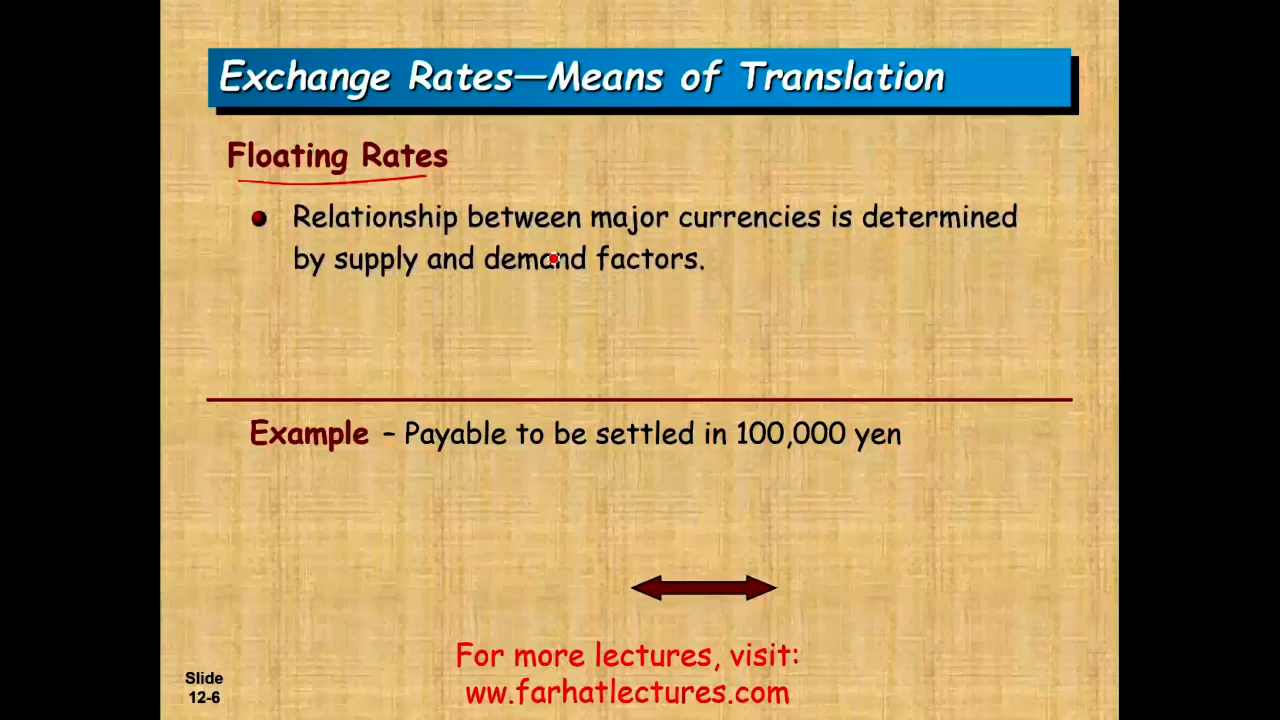 Exchange Rates—Means of Translation
Floating Rates
Relationship between major currencies is determined
by supply and demand factors.
Example – Payable to be settled in 100,000 yen
For more lectures, visit:
ww.farhatlectures.com
Slide
12-6